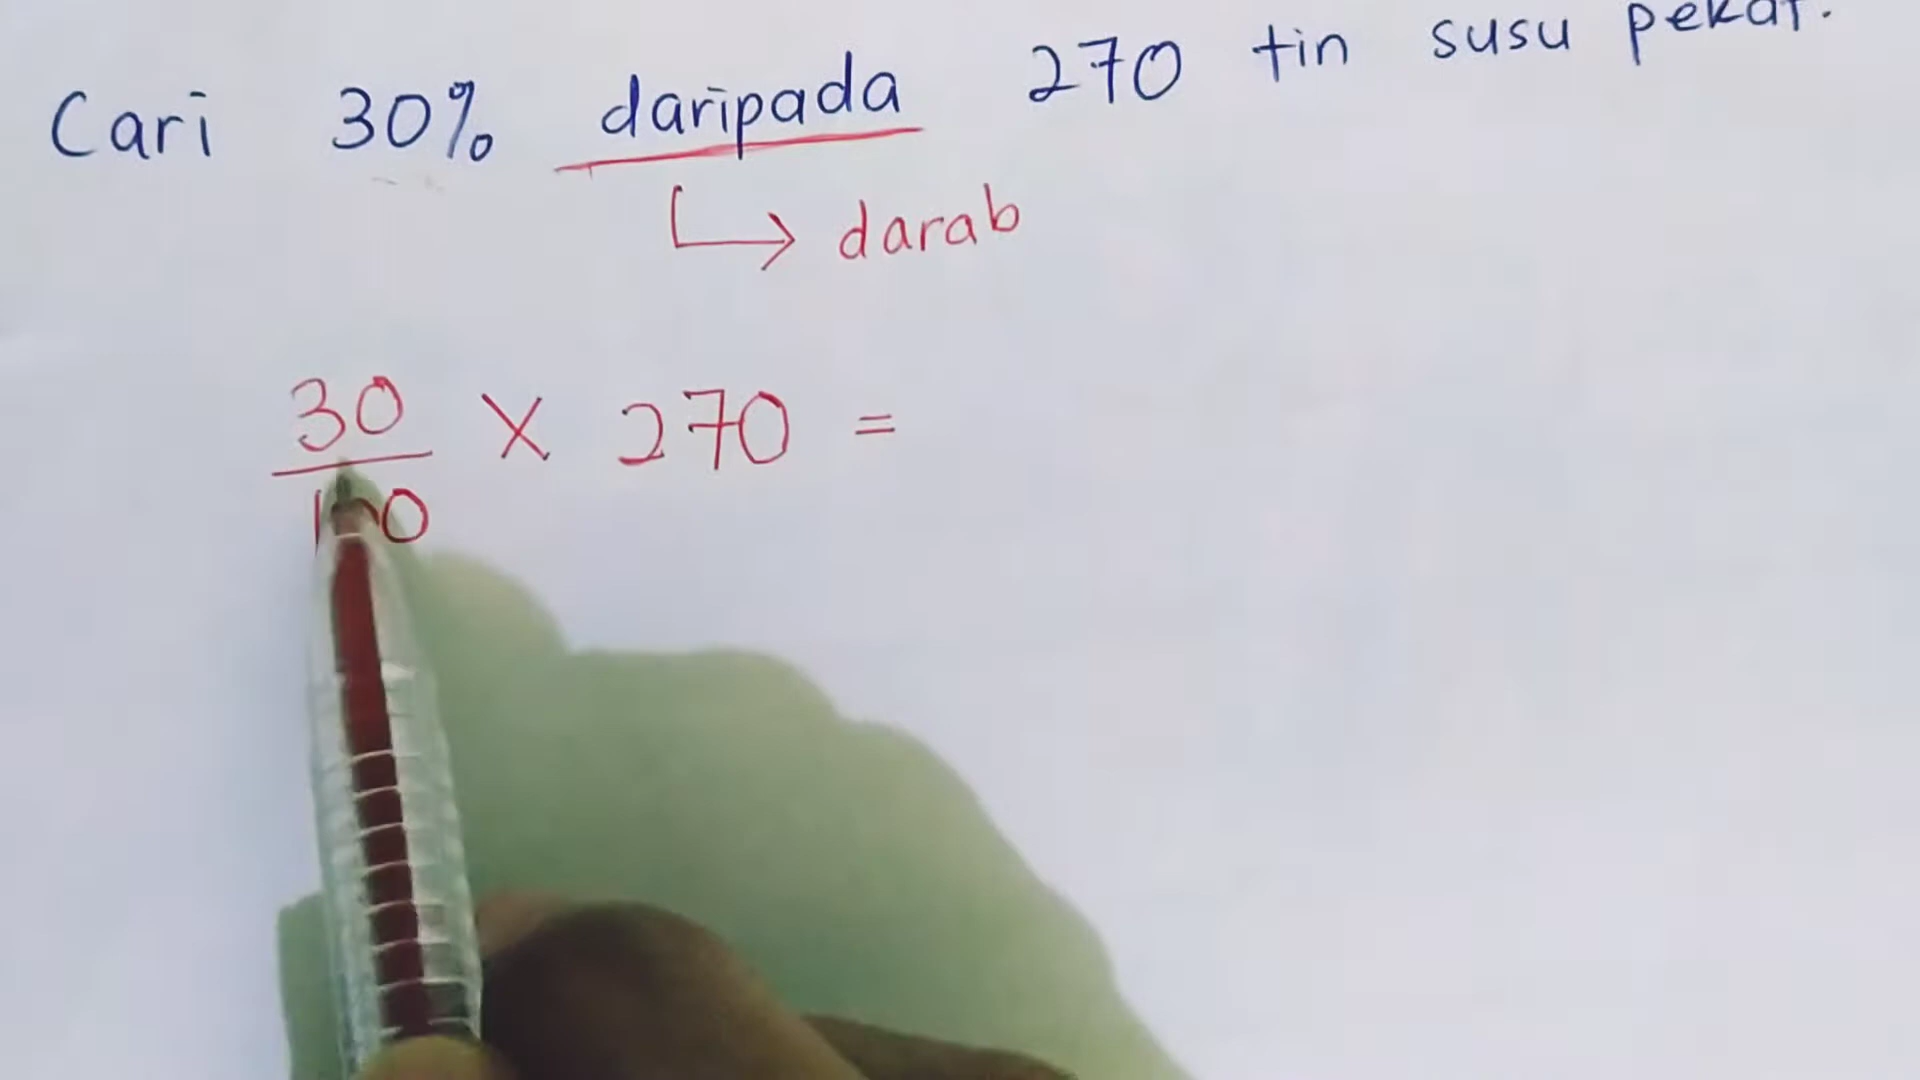 Cari 30% daripada 270 tin susu pekat.
↳ darab
30/100 × 270 =